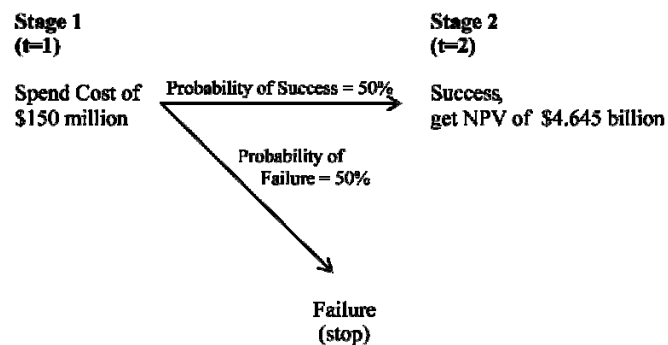 Stage 1
(t=1)
Stage 2
(t=2)
Spend Cost of
$150 million
Probability of Success = 50%
Success,
get NPV of $4.645 billion
Probability of
Failure = 50%
Failure
(stop)